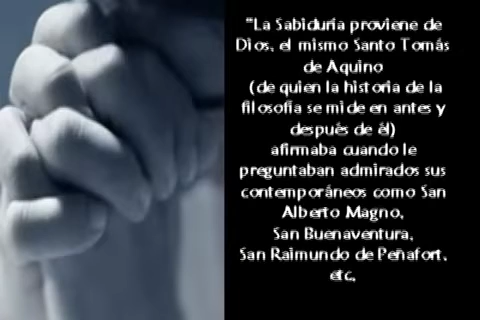 "La Sabiduría proviene de
Dios, el mismo Santo Tomás
de Aquino
(de quien la historia de la
filosofía se mide en antes y
después de él)
afirmaba cuando le
preguntaban admirados sus
contemporáneos como San
Alberto Magno,
San Buenaventura,
San Raimundo de Peñafort,
etc,